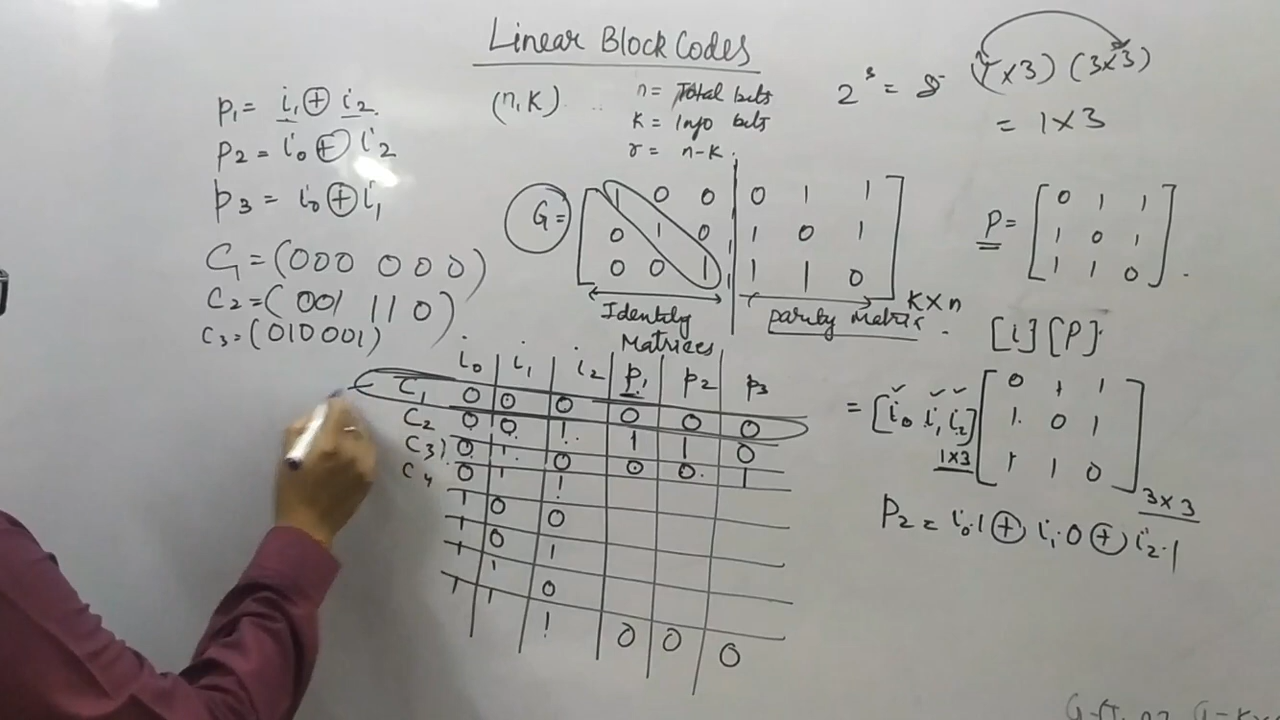 Linear Block Codes
p₁ = i₁ ⊕ i₂
p₂ = i₀ ⊕ i₂
p₃ = i₀ ⊕ i₁
(n, K)
n = Total bits
K = Info bits
r = n-K
2³ = 8
(1×3) (3×3)
= 1×3
G =
1 0 0 0 1 1
0 1 0 1 0 1
0 0 1 1 1 0
K×n
Identity Matrices
parity Matrix
P =
0 1 1
1 0 1
1 1 0
C₁ = (000 000)
C₂ = (001 110)
C₃ = (010 001)
[i] [P]
i₀ i₁ i₂ p₁ p₂ p₃
C₁ 0 0 0 0 0 0
C₂ 0 0 1 1 1 0
C₃ 0 1 0 0 0 1
C₄ 0 1 1
1 0 0
1 0 1
1 1 0
1 1 1 0 0 0
= [i₀ i₁ i₂]
1×3
0 1 1
1 0 1
1 1 0
3×3
P₂ = i₀.1 ⊕ i₁.0 ⊕ i₂.1